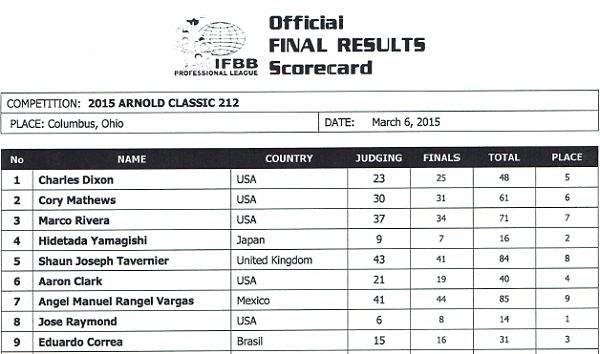 Official
FINAL RESULTS
Scorecard
IFBB
PROFESSIONAL LEAGUE
COMPETITION: 2015 ARNOLD CLASSIC 212
PLACE: Columbus, Ohio DATE: March 6, 2015
No NAME COUNTRY JUDGING FINALS TOTAL PLACE
1 Charles Dixon USA 23 25 48 5
2 Cory Mathews USA 30 31 61 6
3 Marco Rivera USA 37 34 71 7
4 Hidetada Yamagishi Japan 9 7 16 2
5 Shaun Joseph Tavernier United Kingdom 43 41 84 8
6 Aaron Clark USA 21 19 40 4
7 Angel Manuel Rangel Vargas Mexico 41 44 85 9
8 Jose Raymond USA 6 8 14 1
9 Eduardo Correa Brasil 15 16 31 3